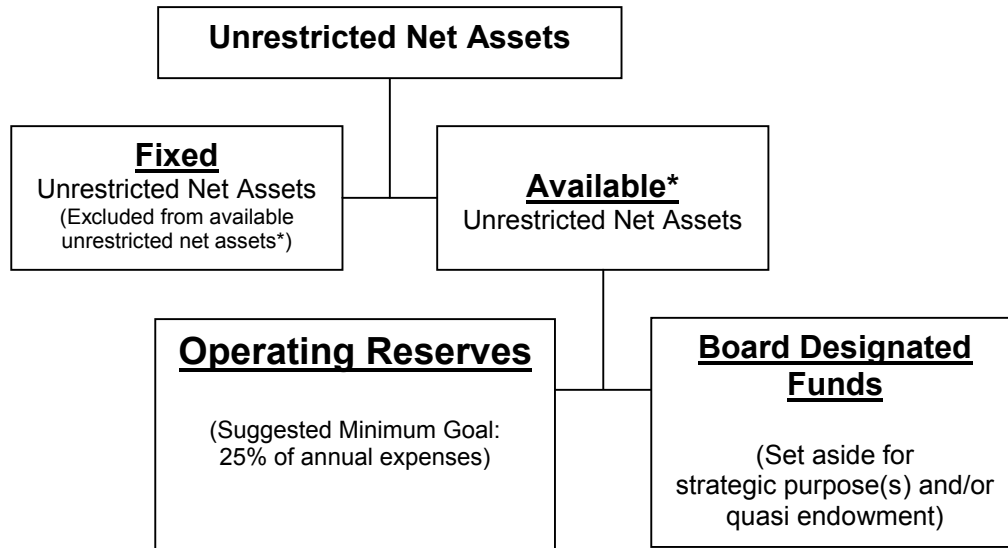 Unrestricted Net Assets
Fixed
Unrestricted Net Assets
(Excluded from available
unrestricted net assets*)
Available*
Unrestricted Net Assets
Operating Reserves
(Suggested Minimum Goal:
25% of annual expenses)
Board Designated
Funds
(Set aside for
strategic purpose(s) and/or
quasi endowment)